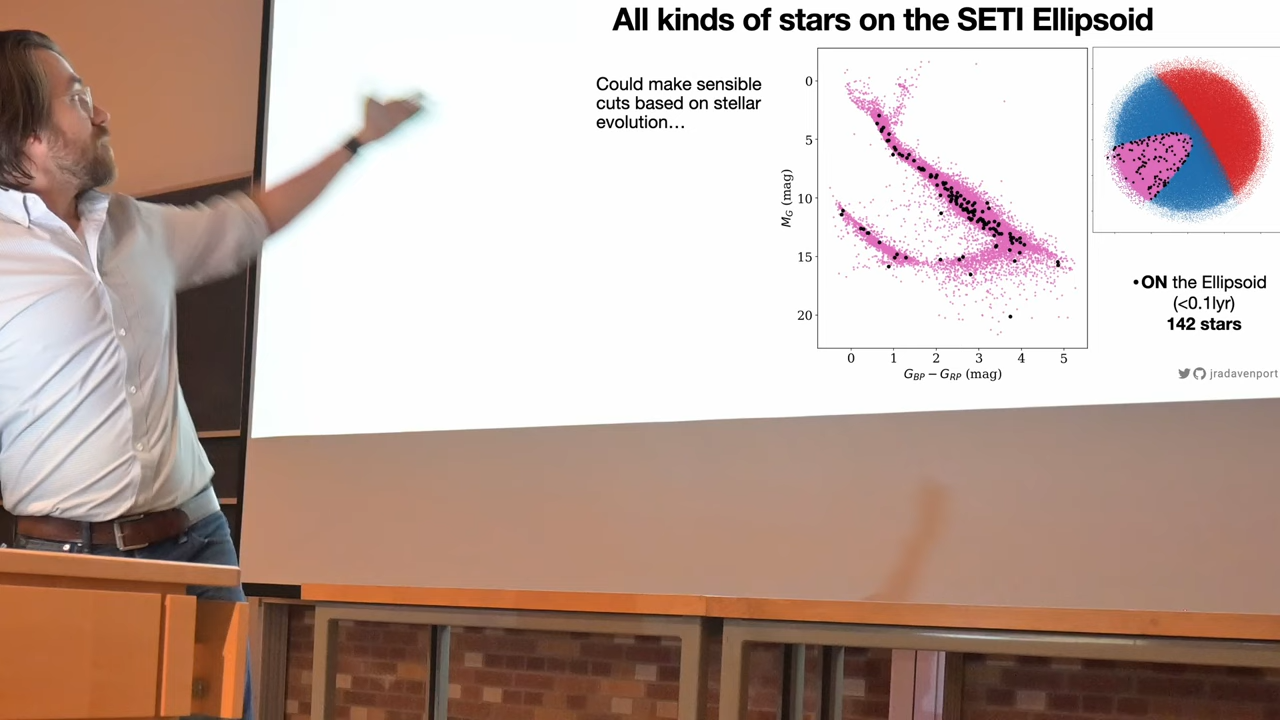 All kinds of stars on the SETI Ellipsoid
Could make sensible
cuts based on stellar
evolution…
0
5
10
15
20
M_G (mag)
0 1 2 3 4 5
G_BP − G_RP (mag)
•ON the Ellipsoid
(<0.1lyr)
142 stars
jradavenport